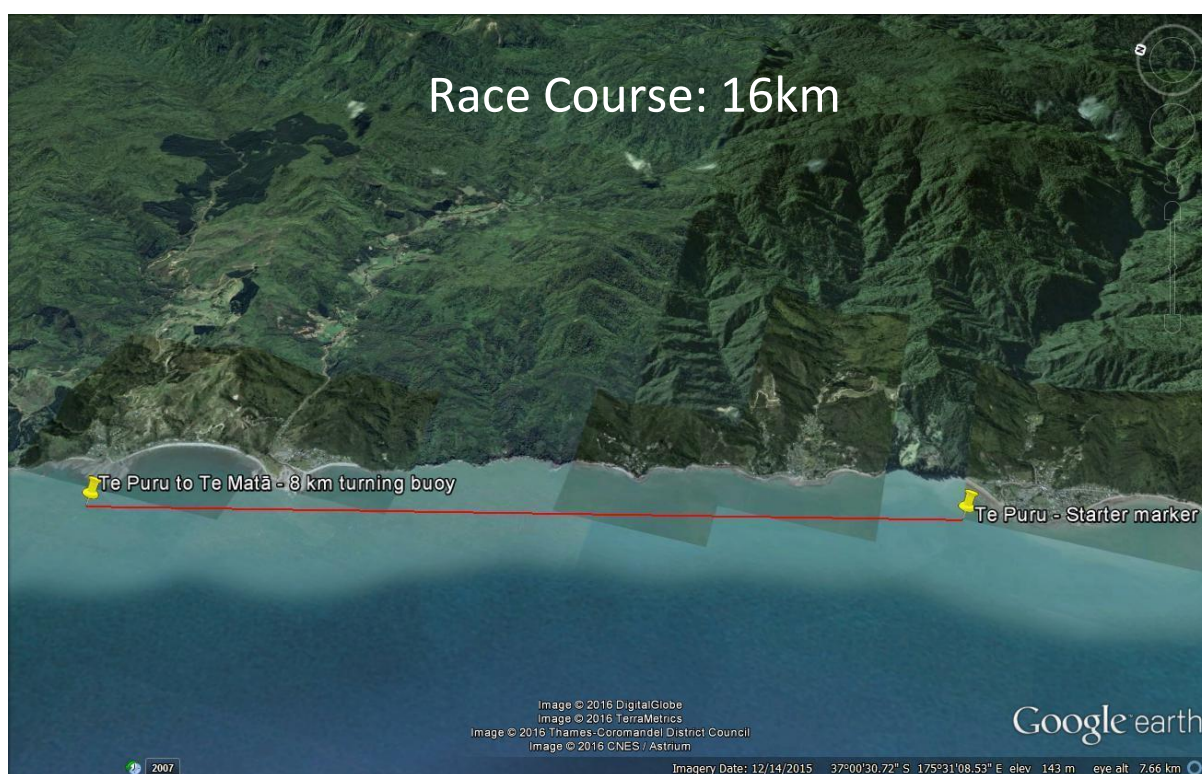 N
Race Course: 16km
Te Puru to Te Matā - 8 km turning buoy
Te Puru - Starter marker
Image © 2016 DigitalGlobe
Image © 2016 TerraMetrics
Image © 2016 Thames-Coromandel District Council
Image © 2016 CNES / Astrium
Google earth
2007
Imagery Date: 12/14/2015 37°00'30.72" S 175°31'08.53" E elev 143 m eye alt 7.66 km